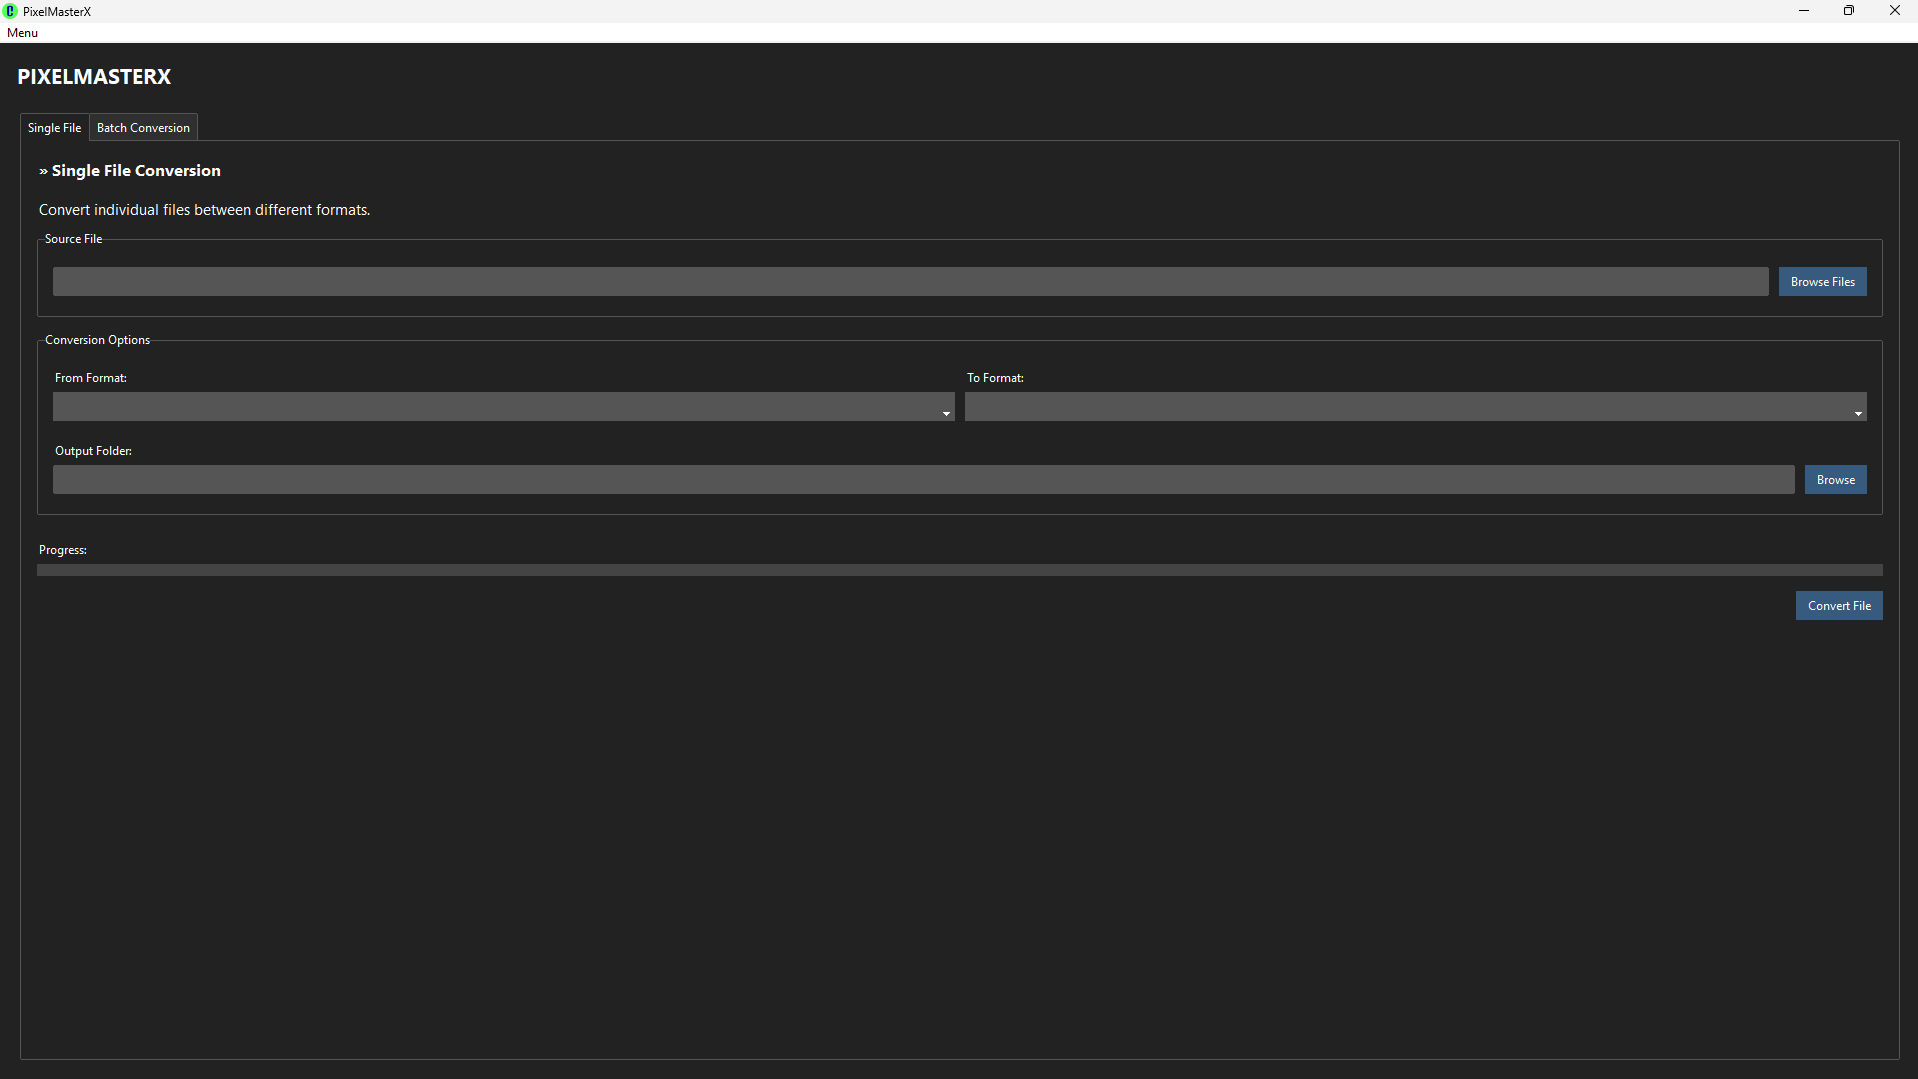 PixelMasterX
Menu
PIXELMASTERX
Single File Batch Conversion
» Single File Conversion
Convert individual files between different formats.
Source File
Browse Files
Conversion Options
From Format: To Format:
Output Folder:
Browse
Progress:
Convert File